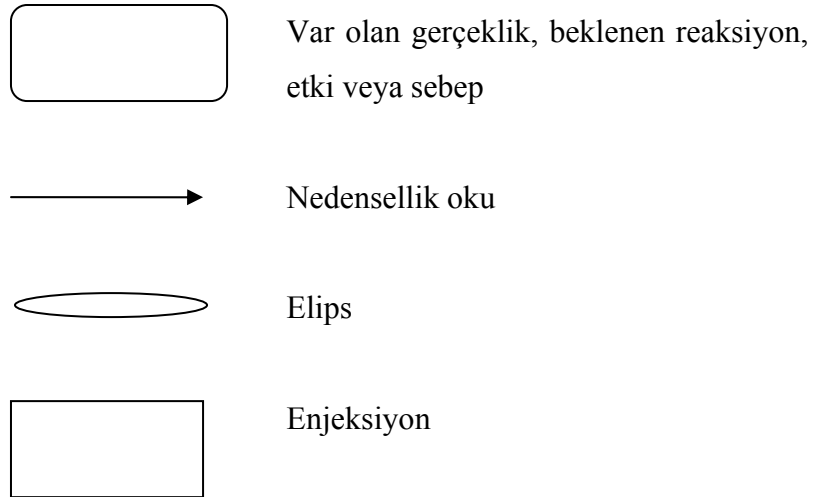 Var olan gerçeklik, beklenen reaksiyon,
etki veya sebep
Nedensellik oku
Elips
Enjeksiyon